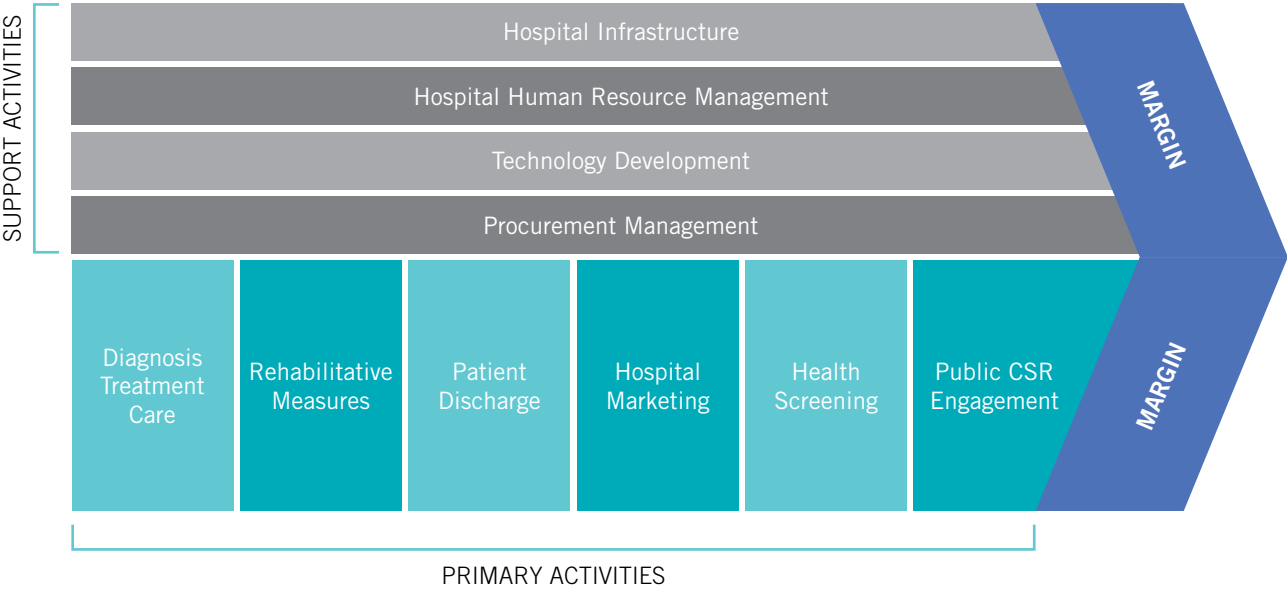 SUPPORT ACTIVITIES
Hospital Infrastructure
Hospital Human Resource Management
Technology Development
Procurement Management
MARGIN
Diagnosis
Treatment
Care
Rehabilitative
Measures
Patient
Discharge
Hospital
Marketing
Health
Screening
Public CSR
Engagement
MARGIN
PRIMARY ACTIVITIES